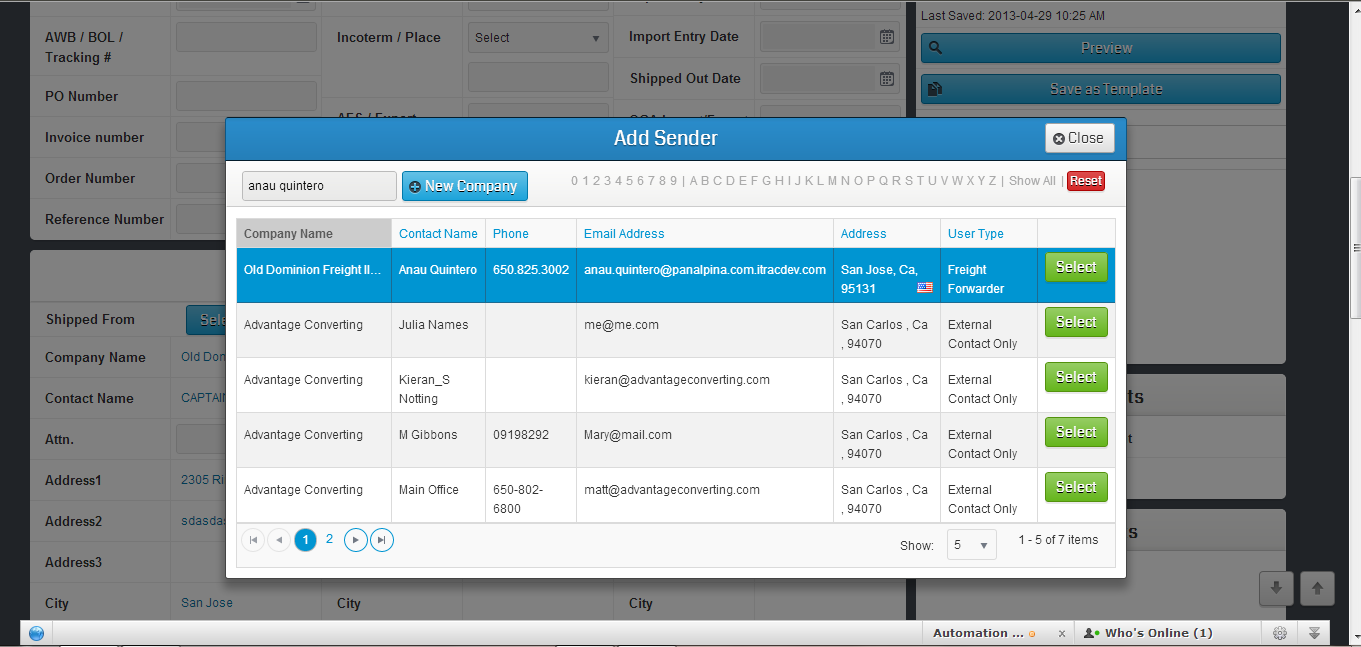 Last Saved: 2013-04-29 10:25 AM
AWB / BOL /
Tracking #
Incoterm / Place
Select
Import Entry Date
Preview
Shipped Out Date
Save as Template
PO Number
Add Sender
Close
Invoice number
Order Number
Reference Number
anau quintero
New Company
0 1 2 3 4 5 6 7 8 9 | A B C D E F G H I J K L M N O P Q R S T U V W X Y Z | Show All |
Reset
Company Name Contact Name Phone Email Address Address User Type
Old Dominion Freight ll... Anau Quintero 650.825.3002 anau.quintero@panalpina.com.itracdev.com San Jose, Ca, Freight Select
95131 Forwarder
Advantage Converting Julia Names me@me.com San Carlos , Ca External Select
, 94070 Contact Only
Advantage Converting Kieran_S kieran@advantageconverting.com San Carlos , Ca External Select
Notting , 94070 Contact Only
Advantage Converting M Gibbons 09198292 Mary@mail.com San Carlos , Ca External Select
, 94070 Contact Only
Advantage Converting Main Office 650-802- matt@advantageconverting.com San Carlos , Ca External Select
6800 , 94070 Contact Only
1 2
Show: 5 1 - 5 of 7 items
Shipped From
Sele
Company Name Old Don
Contact Name CAPTAIN
Attn.
Address1 2305 Ri
Address2 sdasdas
Address3
City San Jose City City
ts
t
s
Automation ... x
Who's Online (1)